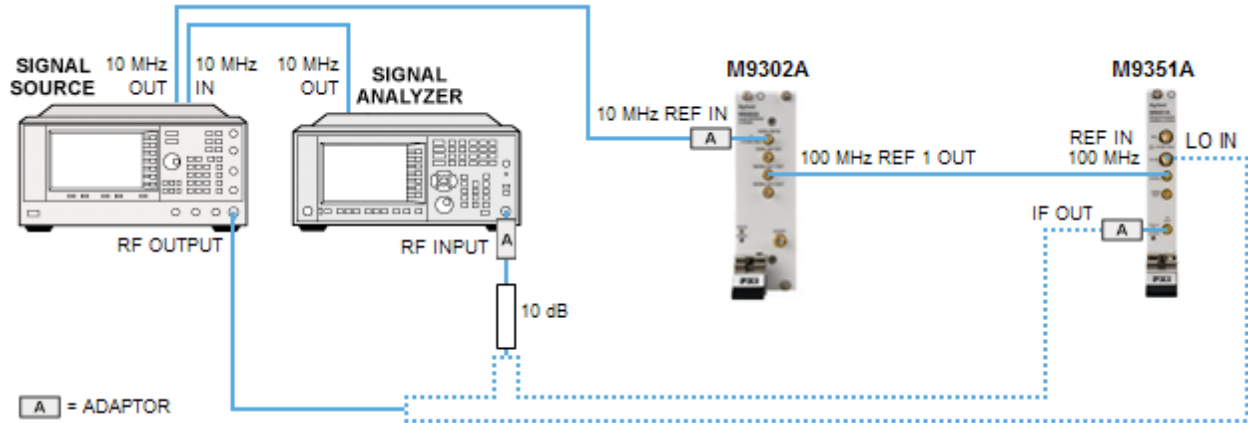 SIGNAL
SOURCE
10 MHz
OUT
10 MHz
IN
10 MHz
OUT
SIGNAL
ANALYZER
M9302A
M9351A
10 MHz REF IN
A
100 MHz REF 1 OUT
REF IN
100 MHz
LO IN
RF OUTPUT
RF INPUT
A
IF OUT
A
10 dB
PXI
PXI
A = ADAPTOR